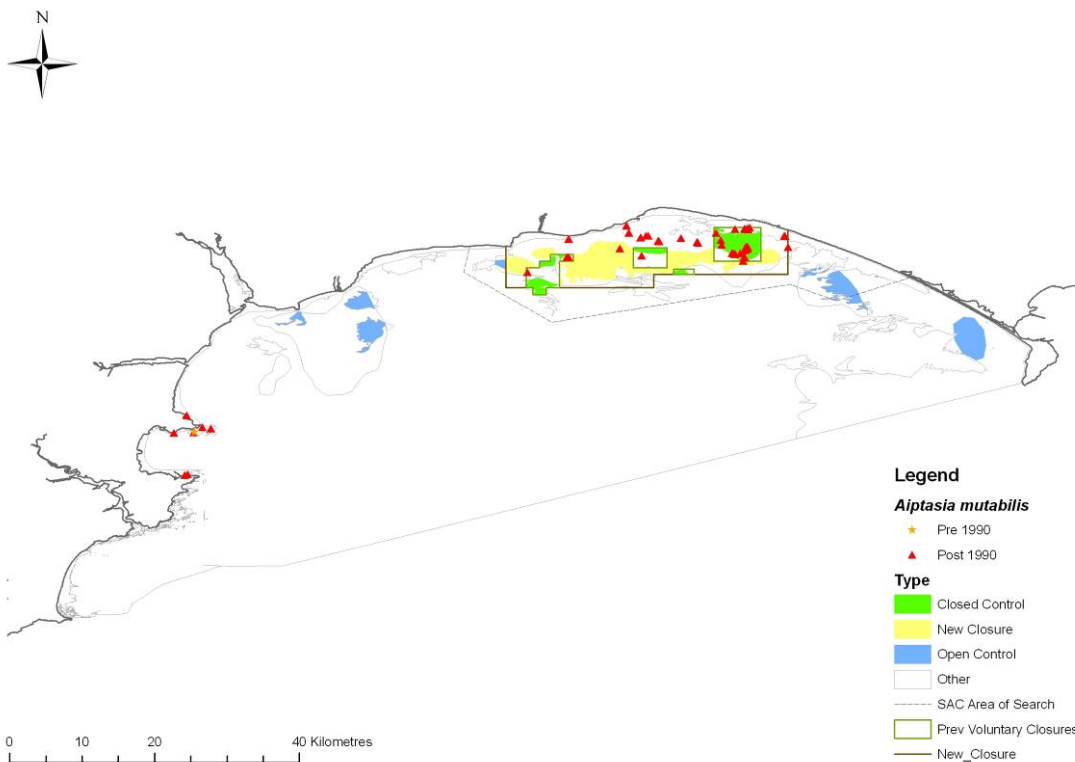 N
Legend
Aiptasia mutabilis
Pre 1990
Post 1990
Type
Closed Control
New Closure
Open Control
Other
SAC Area of Search
Prev Voluntary Closures
New_Closure
0 10 20 40 Kilometres